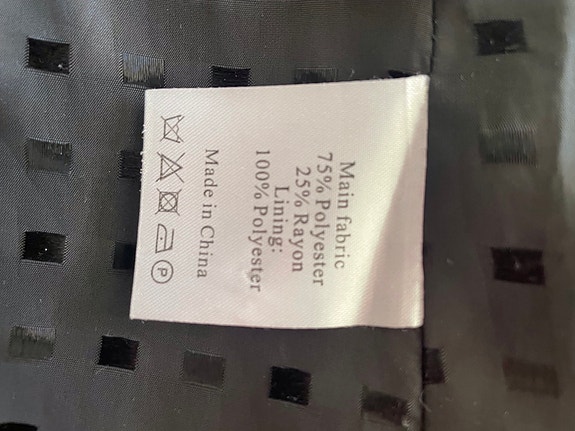 Main fabric
75% Polyester
25% Rayon
Lining:
100% Polyester
Made in China
P